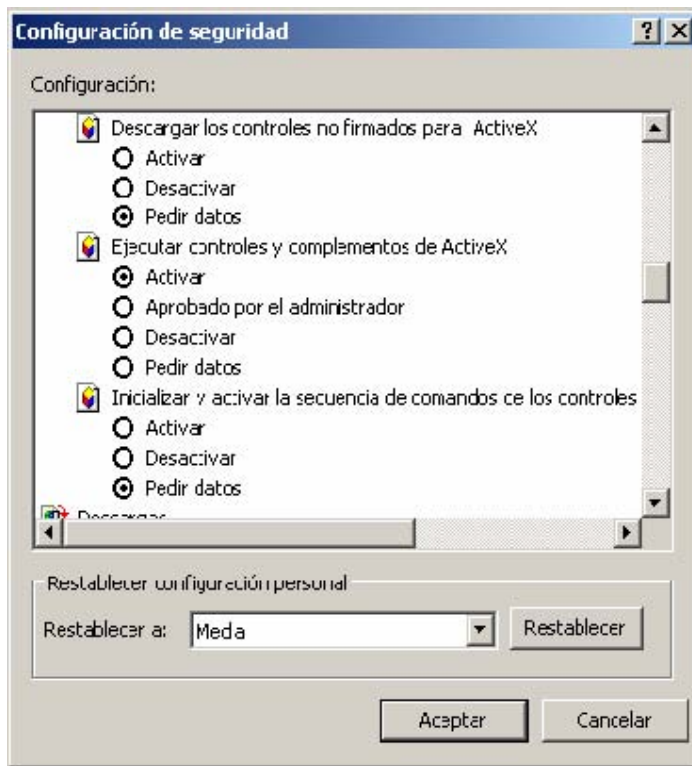 Configuración de seguridad
Configuración:
Descargar los controles no firmados para ActiveX
Activar
Desactivar
Pedir datos
Ejecutar controles y complementos de ActiveX
Activar
Aprobado por el administrador
Desactivar
Pedir datos
Inicializar y activar la secuencia de comandos de los controles
Activar
Desactivar
Pedir datos
Descargas
Restablecer configuración personal
Restablecer a:
Media
Restablecer
Aceptar
Cancelar